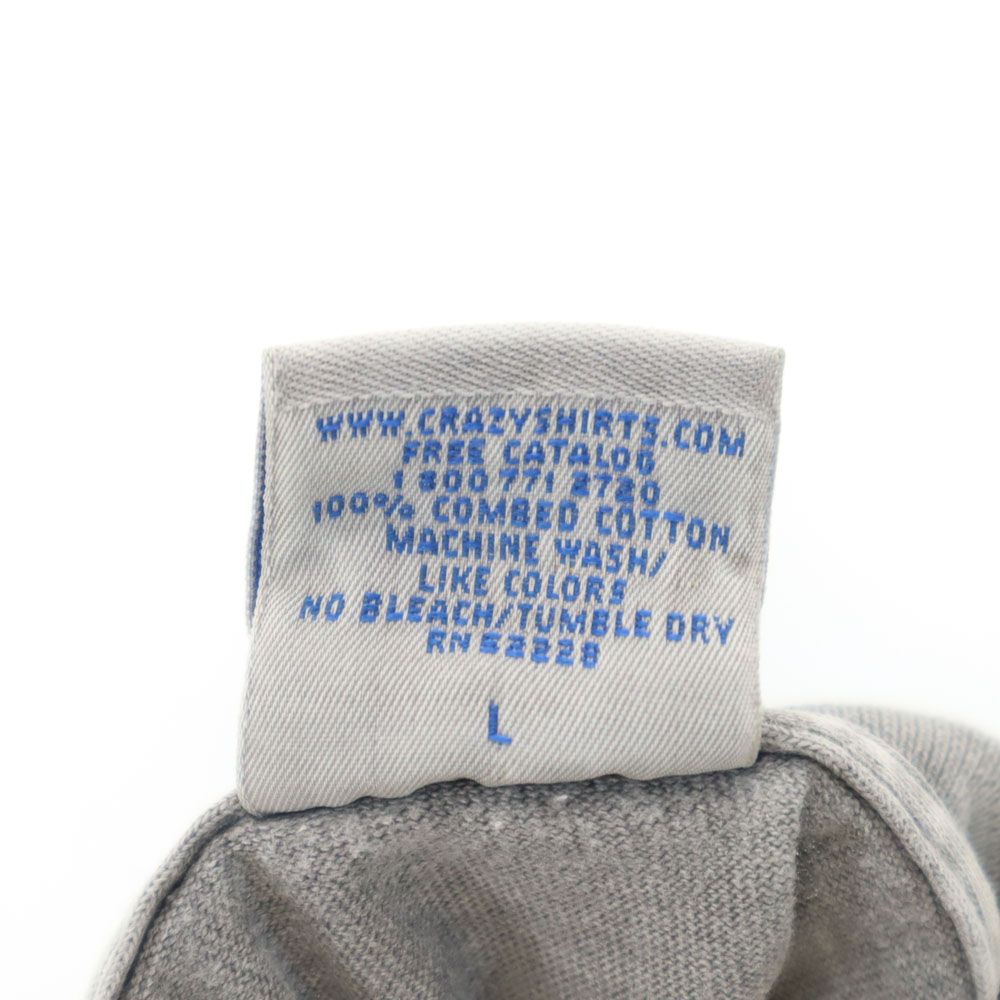 WWW.CRAZYSHIRTS.COM
FREE CATALOG
1 800 771 2720
100% COMBED COTTON
MACHINE WASH/
LIKE COLORS
NO BLEACH/TUMBLE DRY
RN 52228
L